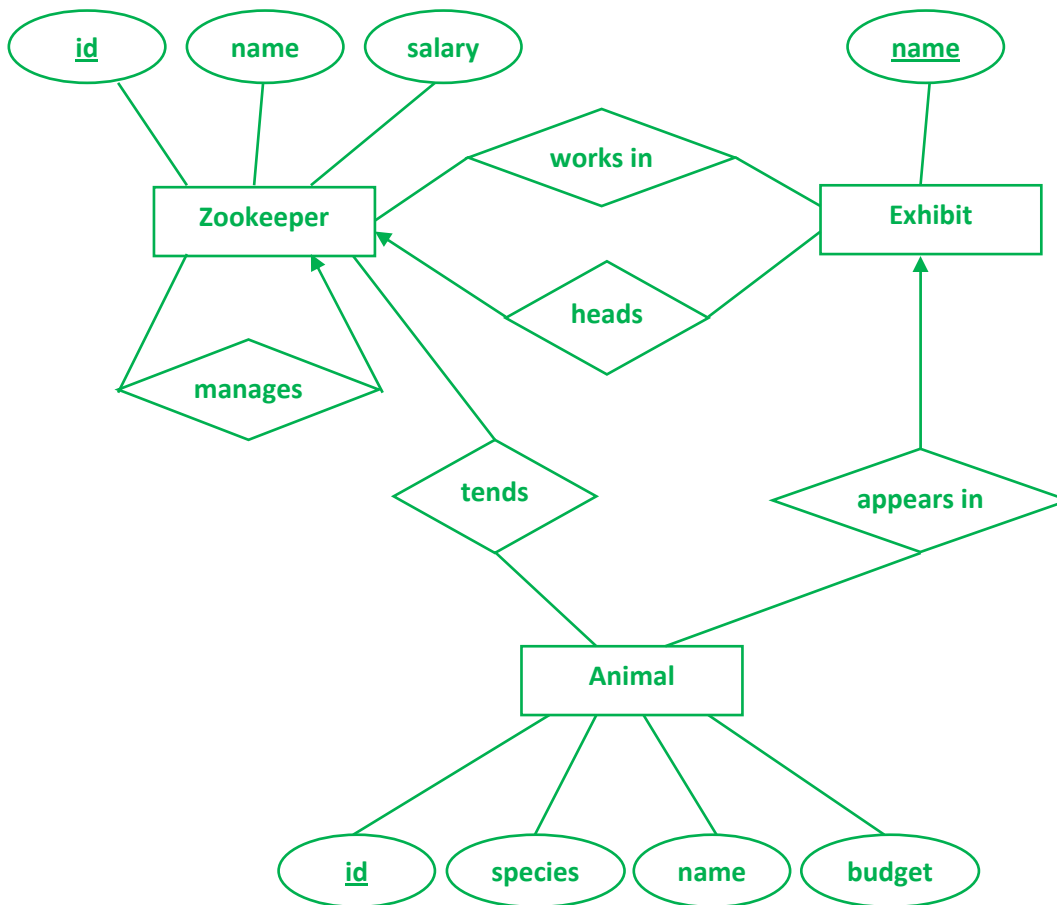 id
name
salary
name
works in
Zookeeper
Exhibit
heads
manages
tends
appears in
Animal
id
species
name
budget